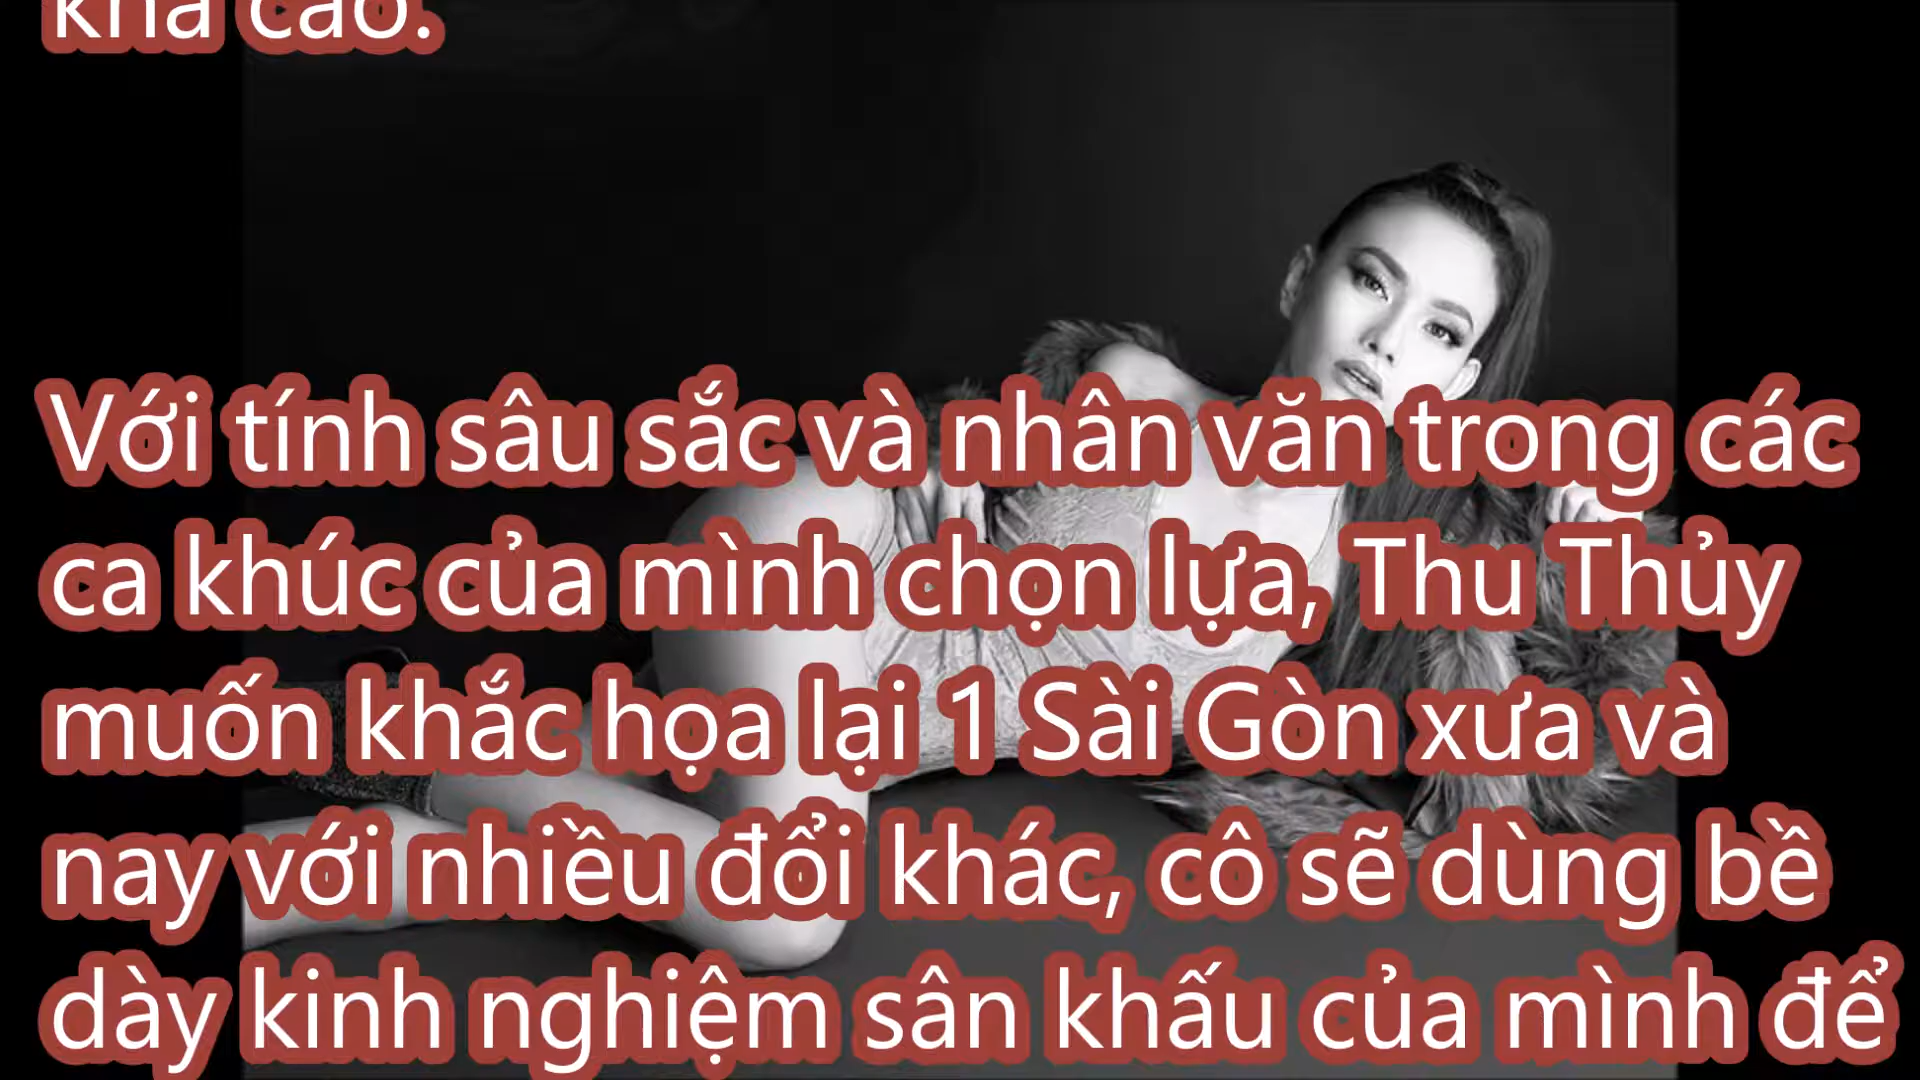 khá cao.
Với tính sâu sắc và nhân văn trong các
ca khúc của mình chọn lựa, Thu Thủy
muốn khắc họa lại 1 Sài Gòn xưa và
nay với nhiều đổi khác, cô sẽ dùng bề
dày kinh nghiệm sân khấu của mình để